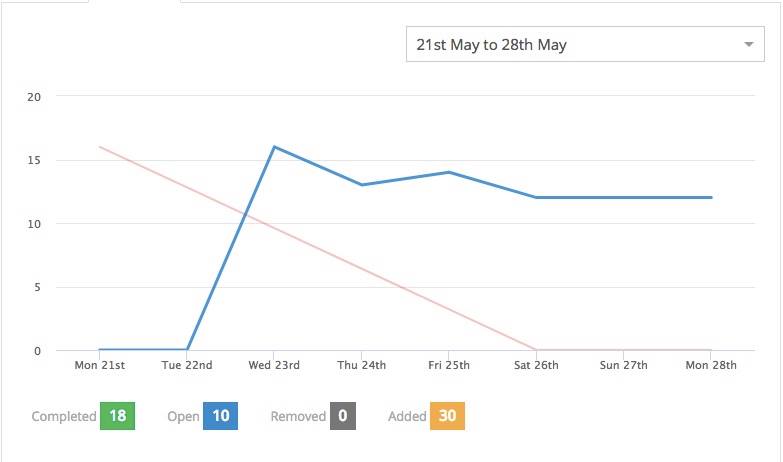 21st May to 28th May
20
15
10
5
0
Mon 21st Tue 22nd Wed 23rd Thu 24th Fri 25th Sat 26th Sun 27th Mon 28th
Completed 18 Open 10 Removed 0 Added 30